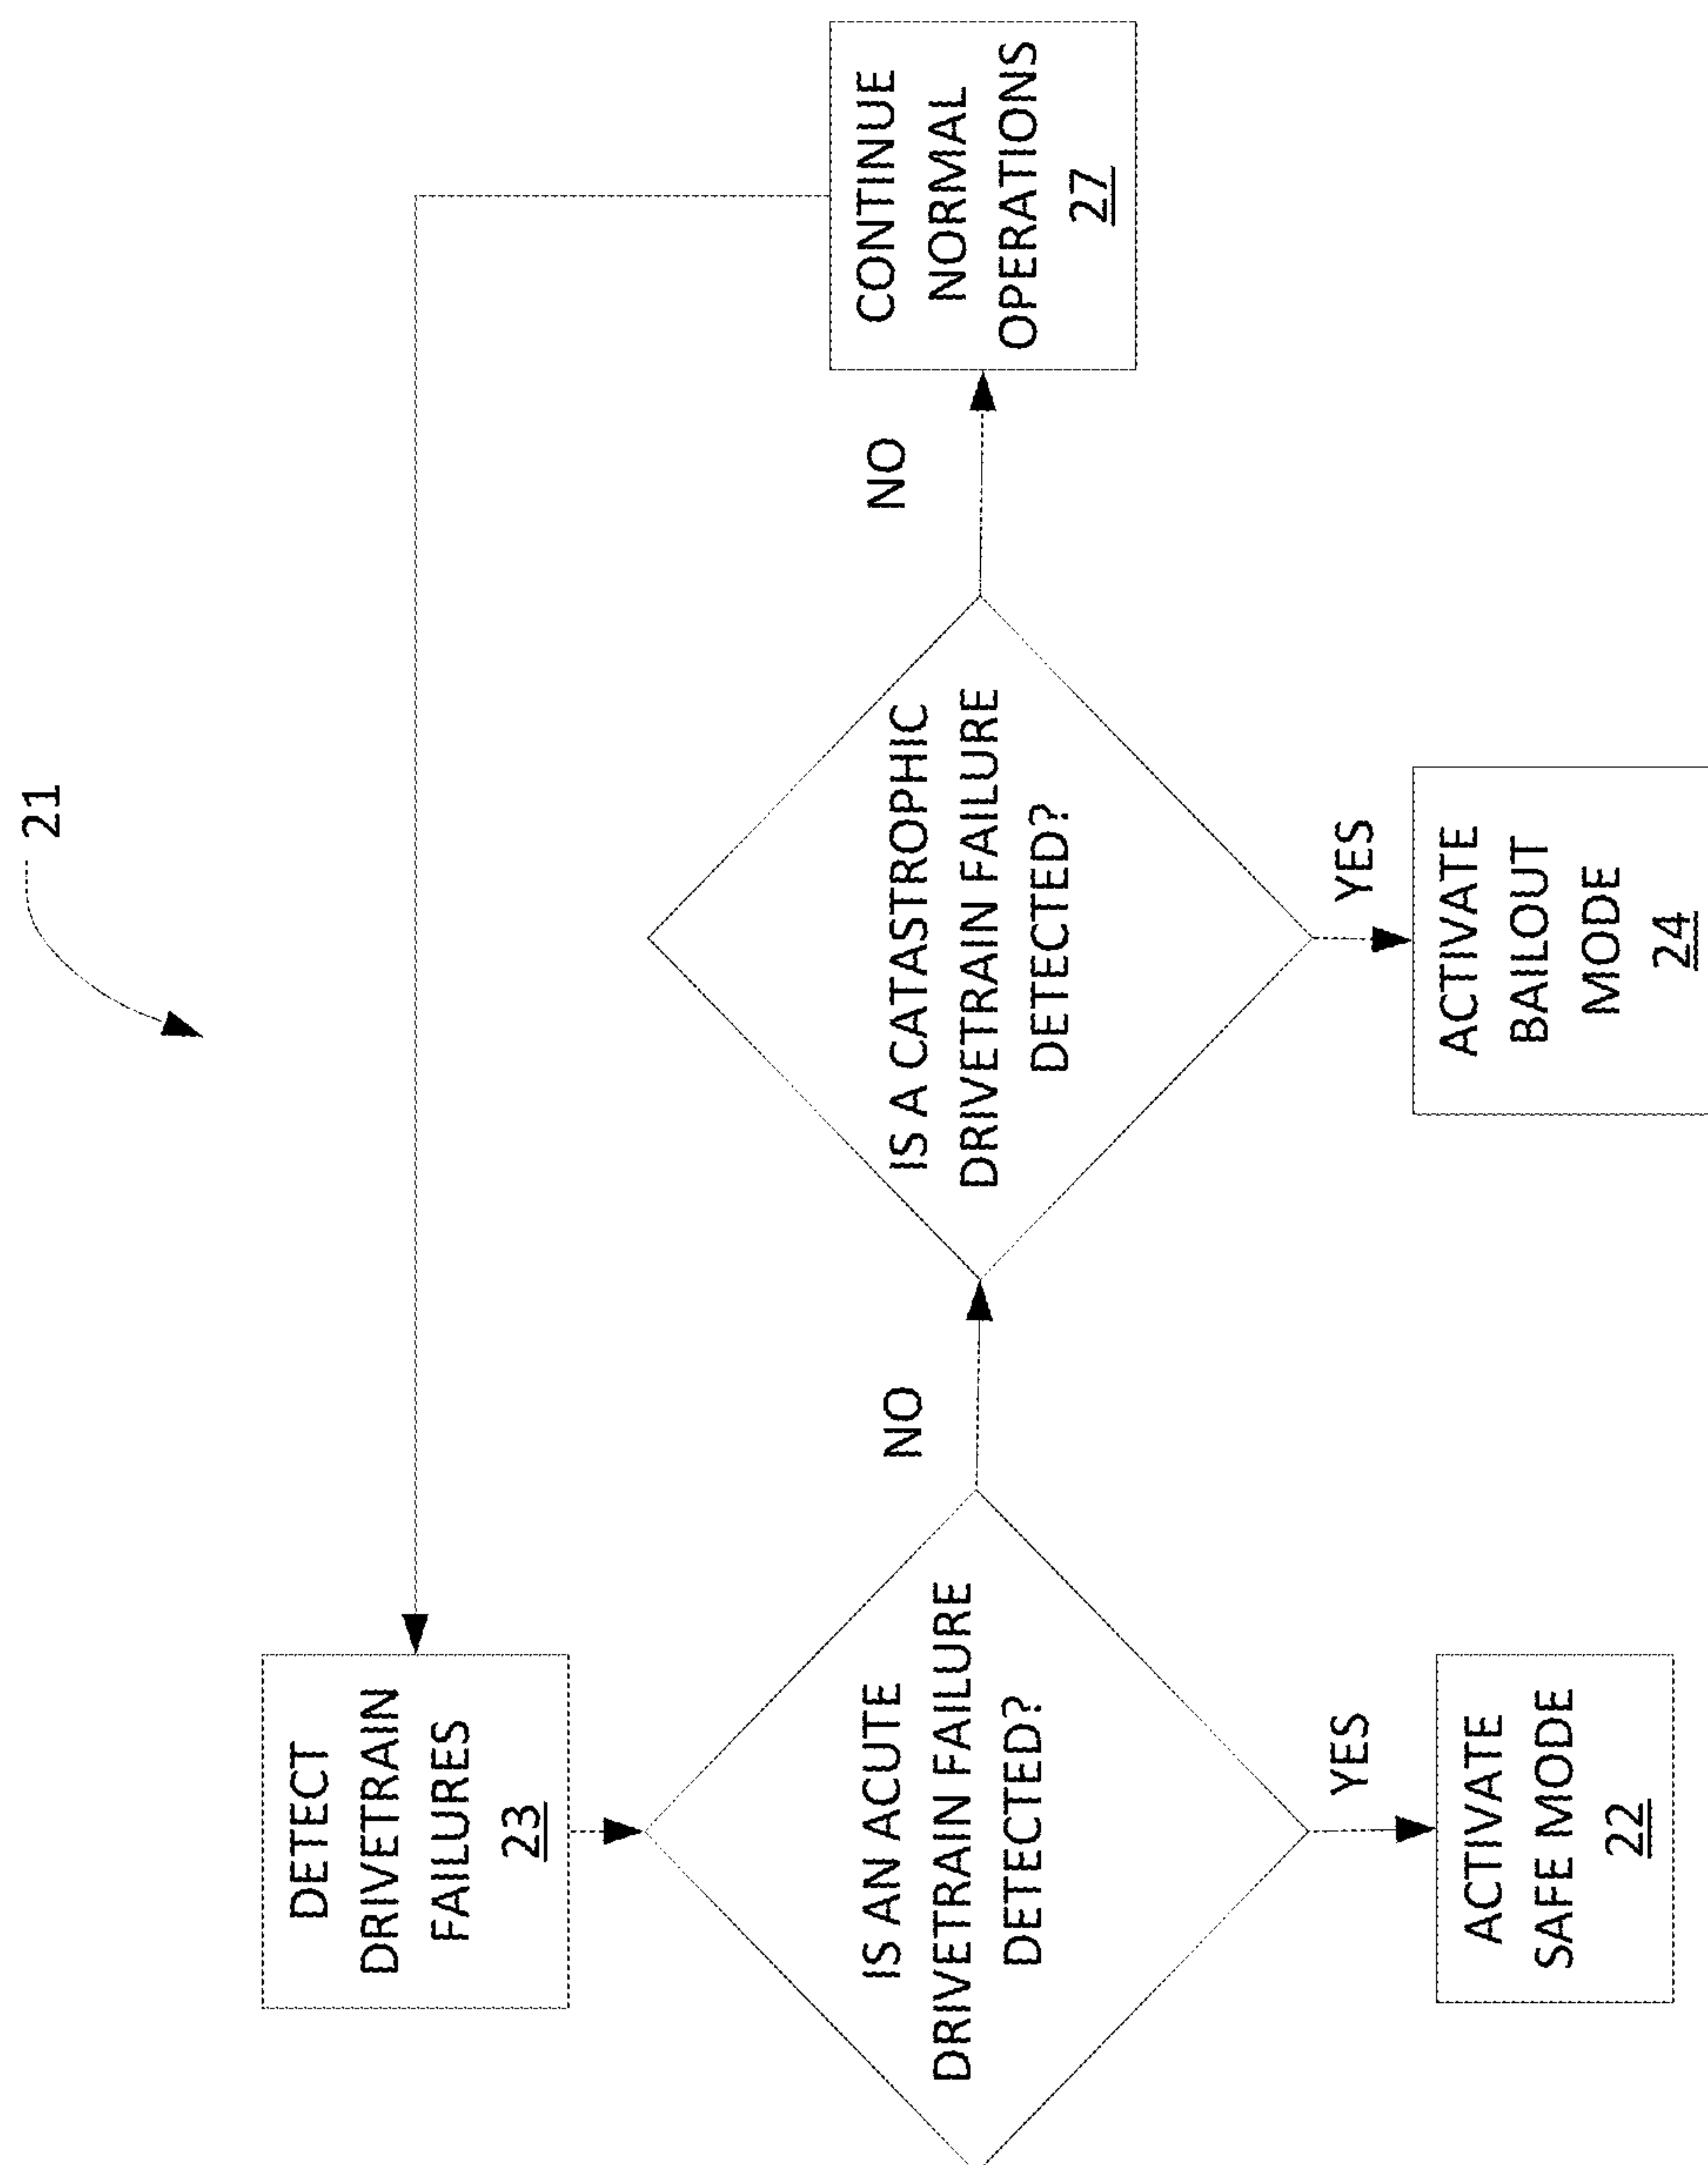 21
DETECT
DRIVETRAIN
FAILURES
23
IS AN ACUTE
DRIVETRAIN FAILURE
DETECTED?
YES
ACTIVATE
SAFE MODE
22
NO
IS A CATASTROPHIC
DRIVETRAIN FAILURE
DETECTED?
YES
ACTIVATE
BAILOUT
MODE
24
NO
CONTINUE
NORMAL
OPERATIONS
27